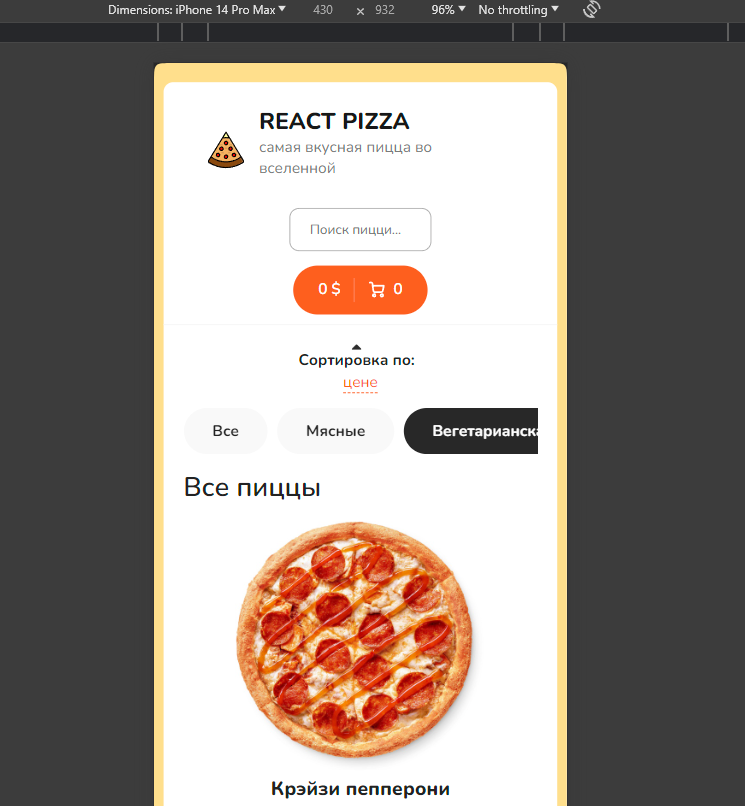 Dimensions: iPhone 14 Pro Max 430 × 932 96% No throttling
REACT PIZZA
самая вкусная пицца во
вселенной
Поиск пиццы...
0 $ 0
Сортировка по:
цене
Все Мясные Вегетарианска
Все пиццы
Крэйзи пепперони